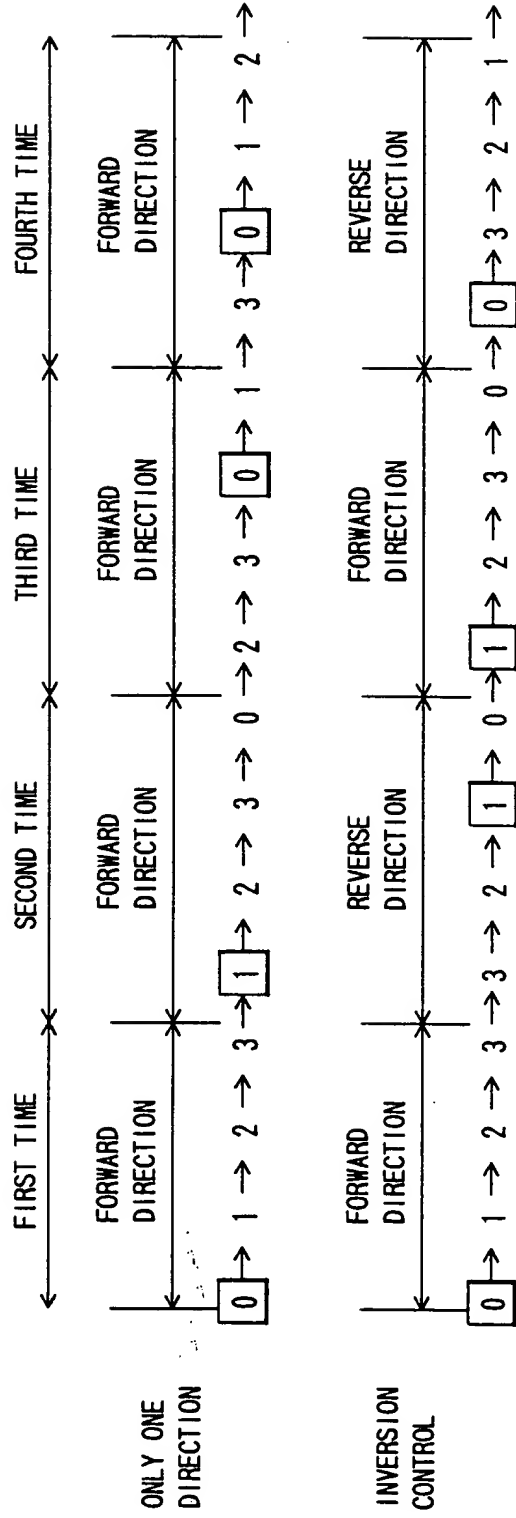 FIRST TIME SECOND TIME THIRD TIME FOURTH TIME
ONLY ONE
DIRECTION
FORWARD
DIRECTION
FORWARD
DIRECTION
FORWARD
DIRECTION
FORWARD
DIRECTION
0 → 1 → 2 → 3 → 1 → 2 → 3 → 0 → 2 → 3 → 0 → 1 → 3 → 0 → 1 → 2 →
INVERSION
CONTROL
FORWARD
DIRECTION
REVERSE
DIRECTION
FORWARD
DIRECTION
REVERSE
DIRECTION
0 → 1 → 2 → 3 → 3 → 2 → 1 → 0 → 1 → 2 → 3 → 0 → 0 → 3 → 2 → 1 →